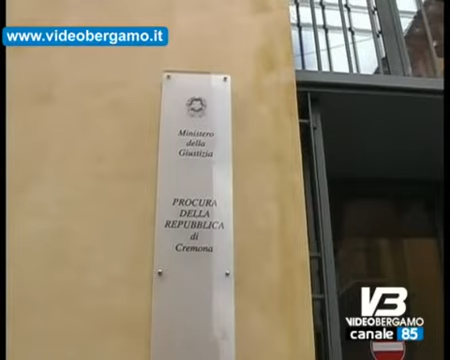 www.videobergamo.it
Ministero
della
Giustizia
PROCURA
DELLA
REPUBBLICA
di
Cremona
VB
VIDEOBERGAMO
canale 85